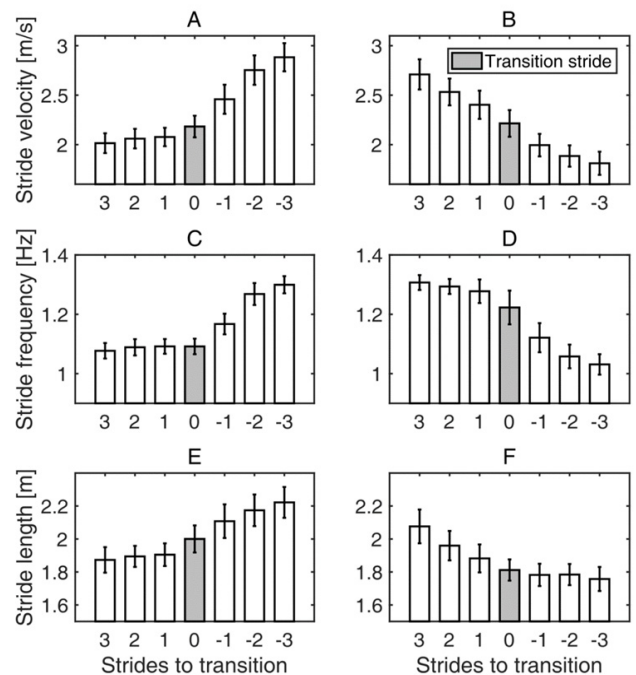 A
B
Stride velocity [m/s]
3
2.5
2
3 2 1 0 -1 -2 -3
3
2.5
2
Transition stride
3 2 1 0 -1 -2 -3
C
D
Stride frequency [Hz]
1.4
1.2
1
3 2 1 0 -1 -2 -3
1.4
1.2
1
3 2 1 0 -1 -2 -3
E
F
Stride length [m]
2.2
2
1.8
1.6
3 2 1 0 -1 -2 -3
Strides to transition
2.2
2
1.8
1.6
3 2 1 0 -1 -2 -3
Strides to transition